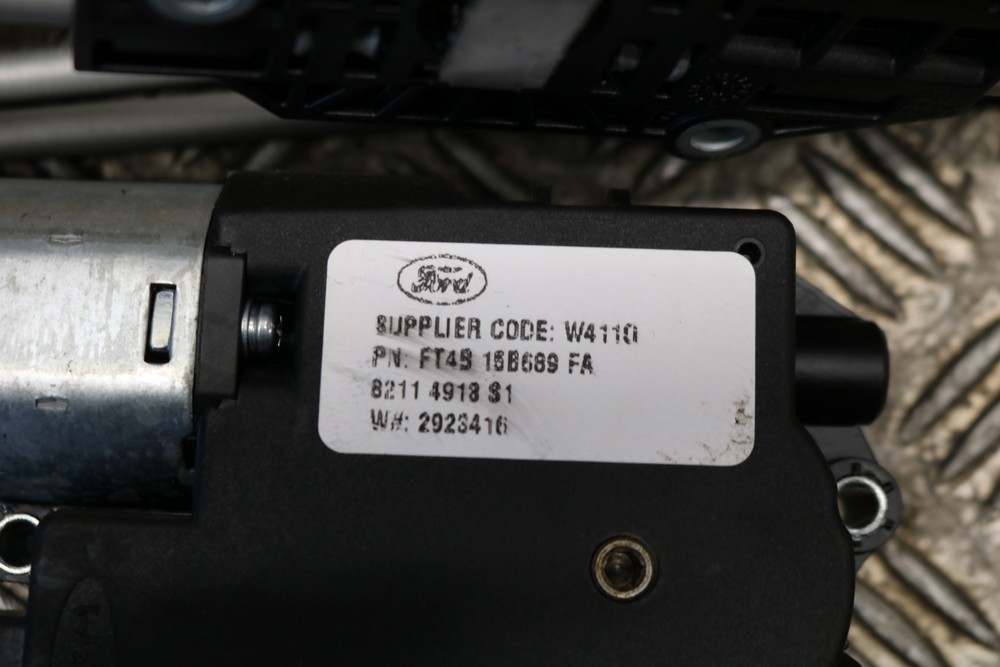 Ford
SUPPLIER CODE: W4110
PN: FT4B 15B689 FA
8211 4918 S1
W#: 2923416